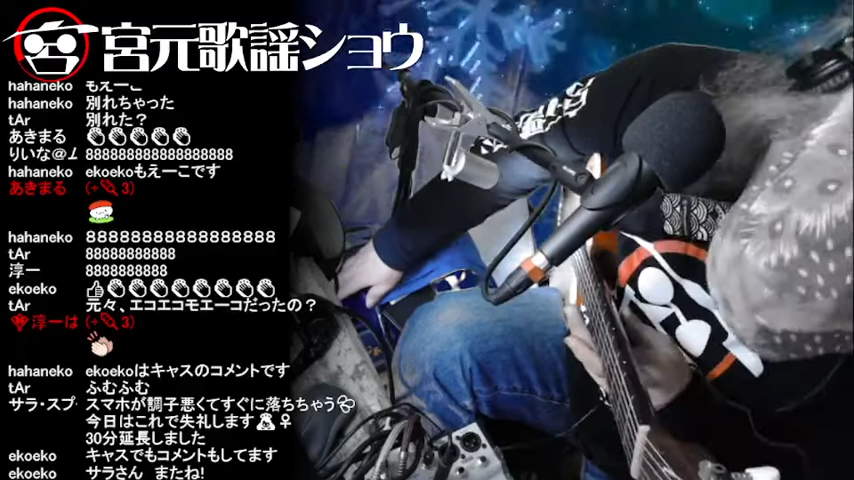 宮元歌謡ショウ
hahaneko もえーこ
hahaneko 別れちゃった
tAr 別れた？
あきまる 👏👏👏👏👏
りいな@ 888888888888888888
hahaneko ekoekoもえーこです
あきまる (+🍬3)
hahaneko 88888888888888888
tAr 88888888888
淳一 8888888888
ekoeko 👍👏👏👏👏👏👏👏👏
tAr 元々、エコエコモエーコだったの？
淳一は (+🍬3)
hahaneko ekoekoはキャスのコメントです
tAr ふむふむ
サラ・スプ スマホが調子悪くてすぐに落ちちゃう
今日はこれで失礼します
30分延長しました
ekoeko キャスでもコメントもしてます
ekoeko サラさん またね!